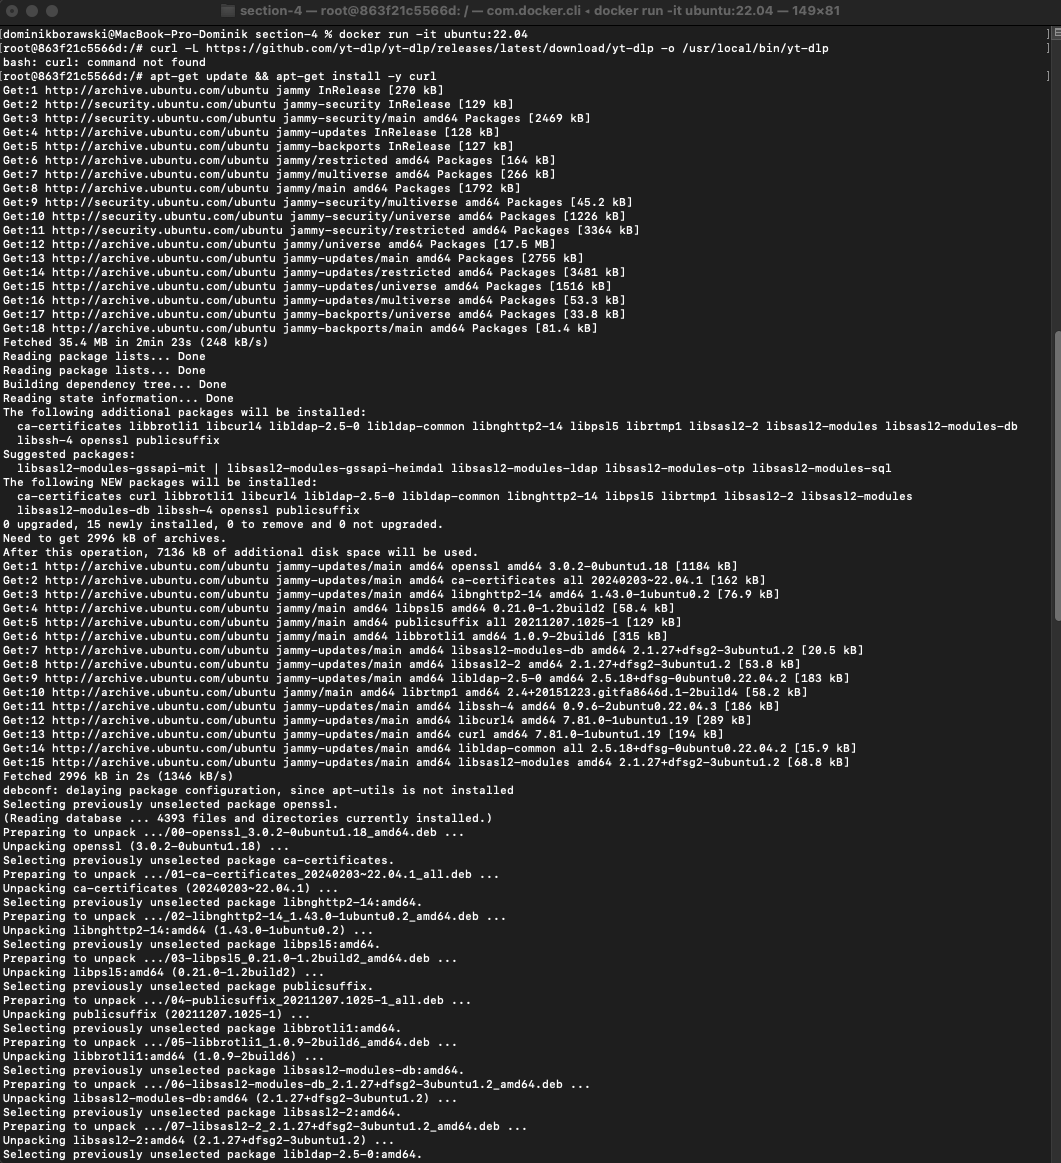 section-4 — root@863f21c5566d: / — com.docker.cli ◂ docker run -it ubuntu:22.04 — 149×81
[dominikborawski@MacBook-Pro-Dominik section-4 % docker run -it ubuntu:22.04 ]
[root@863f21c5566d:/# curl -L https://github.com/yt-dlp/yt-dlp/releases/latest/download/yt-dlp -o /usr/local/bin/yt-dlp ]
bash: curl: command not found
[root@863f21c5566d:/# apt-get update && apt-get install -y curl ]
Get:1 http://archive.ubuntu.com/ubuntu jammy InRelease [270 kB]
Get:2 http://security.ubuntu.com/ubuntu jammy-security InRelease [129 kB]
Get:3 http://security.ubuntu.com/ubuntu jammy-security/main amd64 Packages [2469 kB]
Get:4 http://archive.ubuntu.com/ubuntu jammy-updates InRelease [128 kB]
Get:5 http://archive.ubuntu.com/ubuntu jammy-backports InRelease [127 kB]
Get:6 http://archive.ubuntu.com/ubuntu jammy/restricted amd64 Packages [164 kB]
Get:7 http://archive.ubuntu.com/ubuntu jammy/multiverse amd64 Packages [266 kB]
Get:8 http://archive.ubuntu.com/ubuntu jammy/main amd64 Packages [1792 kB]
Get:9 http://security.ubuntu.com/ubuntu jammy-security/multiverse amd64 Packages [45.2 kB]
Get:10 http://security.ubuntu.com/ubuntu jammy-security/universe amd64 Packages [1226 kB]
Get:11 http://security.ubuntu.com/ubuntu jammy-security/restricted amd64 Packages [3364 kB]
Get:12 http://archive.ubuntu.com/ubuntu jammy/universe amd64 Packages [17.5 MB]
Get:13 http://archive.ubuntu.com/ubuntu jammy-updates/main amd64 Packages [2755 kB]
Get:14 http://archive.ubuntu.com/ubuntu jammy-updates/restricted amd64 Packages [3481 kB]
Get:15 http://archive.ubuntu.com/ubuntu jammy-updates/universe amd64 Packages [1516 kB]
Get:16 http://archive.ubuntu.com/ubuntu jammy-updates/multiverse amd64 Packages [53.3 kB]
Get:17 http://archive.ubuntu.com/ubuntu jammy-backports/universe amd64 Packages [33.8 kB]
Get:18 http://archive.ubuntu.com/ubuntu jammy-backports/main amd64 Packages [81.4 kB]
Fetched 35.4 MB in 2min 23s (248 kB/s)
Reading package lists... Done
Reading package lists... Done
Building dependency tree... Done
Reading state information... Done
The following additional packages will be installed:
  ca-certificates libbrotli1 libcurl4 libldap-2.5-0 libldap-common libnghttp2-14 libpsl5 librtmp1 libsasl2-2 libsasl2-modules libsasl2-modules-db
  libssh-4 openssl publicsuffix
Suggested packages:
  libsasl2-modules-gssapi-mit | libsasl2-modules-gssapi-heimdal libsasl2-modules-ldap libsasl2-modules-otp libsasl2-modules-sql
The following NEW packages will be installed:
  ca-certificates curl libbrotli1 libcurl4 libldap-2.5-0 libldap-common libnghttp2-14 libpsl5 librtmp1 libsasl2-2 libsasl2-modules
  libsasl2-modules-db libssh-4 openssl publicsuffix
0 upgraded, 15 newly installed, 0 to remove and 0 not upgraded.
Need to get 2996 kB of archives.
After this operation, 7136 kB of additional disk space will be used.
Get:1 http://archive.ubuntu.com/ubuntu jammy-updates/main amd64 openssl amd64 3.0.2-0ubuntu1.18 [1184 kB]
Get:2 http://archive.ubuntu.com/ubuntu jammy-updates/main amd64 ca-certificates all 20240203~22.04.1 [162 kB]
Get:3 http://archive.ubuntu.com/ubuntu jammy-updates/main amd64 libnghttp2-14 amd64 1.43.0-1ubuntu0.2 [76.9 kB]
Get:4 http://archive.ubuntu.com/ubuntu jammy/main amd64 libpsl5 amd64 0.21.0-1.2build2 [58.4 kB]
Get:5 http://archive.ubuntu.com/ubuntu jammy/main amd64 publicsuffix all 20211207.1025-1 [129 kB]
Get:6 http://archive.ubuntu.com/ubuntu jammy/main amd64 libbrotli1 amd64 1.0.9-2build6 [315 kB]
Get:7 http://archive.ubuntu.com/ubuntu jammy-updates/main amd64 libsasl2-modules-db amd64 2.1.27+dfsg2-3ubuntu1.2 [20.5 kB]
Get:8 http://archive.ubuntu.com/ubuntu jammy-updates/main amd64 libsasl2-2 amd64 2.1.27+dfsg2-3ubuntu1.2 [53.8 kB]
Get:9 http://archive.ubuntu.com/ubuntu jammy-updates/main amd64 libldap-2.5-0 amd64 2.5.18+dfsg-0ubuntu0.22.04.2 [183 kB]
Get:10 http://archive.ubuntu.com/ubuntu jammy/main amd64 librtmp1 amd64 2.4+20151223.gitfa8646d.1-2build4 [58.2 kB]
Get:11 http://archive.ubuntu.com/ubuntu jammy-updates/main amd64 libssh-4 amd64 0.9.6-2ubuntu0.22.04.3 [186 kB]
Get:12 http://archive.ubuntu.com/ubuntu jammy-updates/main amd64 libcurl4 amd64 7.81.0-1ubuntu1.19 [289 kB]
Get:13 http://archive.ubuntu.com/ubuntu jammy-updates/main amd64 curl amd64 7.81.0-1ubuntu1.19 [194 kB]
Get:14 http://archive.ubuntu.com/ubuntu jammy-updates/main amd64 libldap-common all 2.5.18+dfsg-0ubuntu0.22.04.2 [15.9 kB]
Get:15 http://archive.ubuntu.com/ubuntu jammy-updates/main amd64 libsasl2-modules amd64 2.1.27+dfsg2-3ubuntu1.2 [68.8 kB]
Fetched 2996 kB in 2s (1346 kB/s)
debconf: delaying package configuration, since apt-utils is not installed
Selecting previously unselected package openssl.
(Reading database ... 4393 files and directories currently installed.)
Preparing to unpack .../00-openssl_3.0.2-0ubuntu1.18_amd64.deb ...
Unpacking openssl (3.0.2-0ubuntu1.18) ...
Selecting previously unselected package ca-certificates.
Preparing to unpack .../01-ca-certificates_20240203~22.04.1_all.deb ...
Unpacking ca-certificates (20240203~22.04.1) ...
Selecting previously unselected package libnghttp2-14:amd64.
Preparing to unpack .../02-libnghttp2-14_1.43.0-1ubuntu0.2_amd64.deb ...
Unpacking libnghttp2-14:amd64 (1.43.0-1ubuntu0.2) ...
Selecting previously unselected package libpsl5:amd64.
Preparing to unpack .../03-libpsl5_0.21.0-1.2build2_amd64.deb ...
Unpacking libpsl5:amd64 (0.21.0-1.2build2) ...
Selecting previously unselected package publicsuffix.
Preparing to unpack .../04-publicsuffix_20211207.1025-1_all.deb ...
Unpacking publicsuffix (20211207.1025-1) ...
Selecting previously unselected package libbrotli1:amd64.
Preparing to unpack .../05-libbrotli1_1.0.9-2build6_amd64.deb ...
Unpacking libbrotli1:amd64 (1.0.9-2build6) ...
Selecting previously unselected package libsasl2-modules-db:amd64.
Preparing to unpack .../06-libsasl2-modules-db_2.1.27+dfsg2-3ubuntu1.2_amd64.deb ...
Unpacking libsasl2-modules-db:amd64 (2.1.27+dfsg2-3ubuntu1.2) ...
Selecting previously unselected package libsasl2-2:amd64.
Preparing to unpack .../07-libsasl2-2_2.1.27+dfsg2-3ubuntu1.2_amd64.deb ...
Unpacking libsasl2-2:amd64 (2.1.27+dfsg2-3ubuntu1.2) ...
Selecting previously unselected package libldap-2.5-0:amd64.